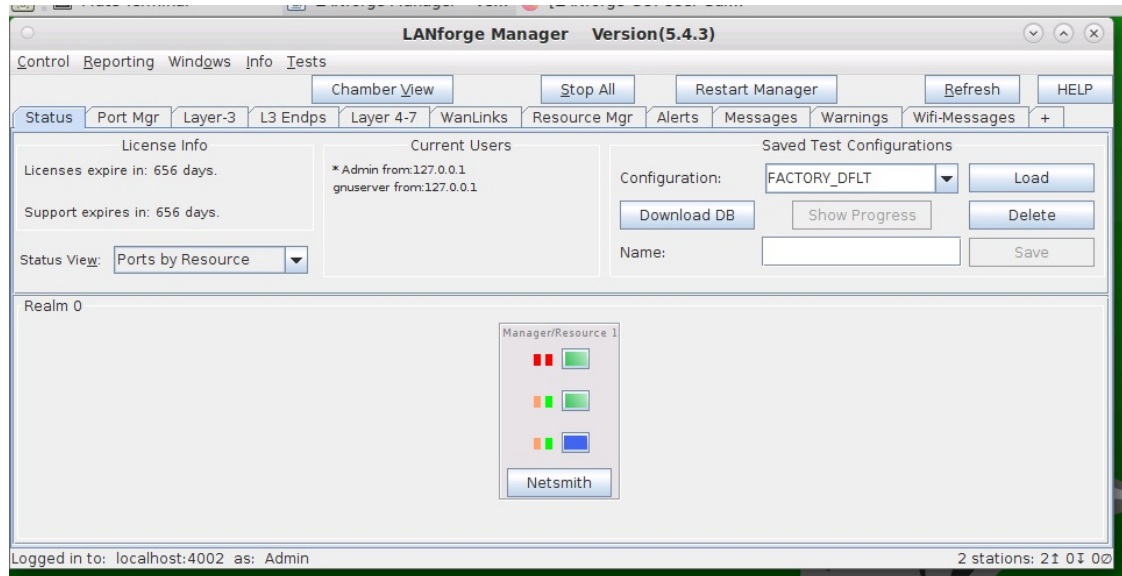 LANforge Manager Version(5.4.3)
Control Reporting Windows Info Tests
Chamber View Stop All Restart Manager Refresh HELP
Status Port Mgr Layer-3 L3 Endps Layer 4-7 WanLinks Resource Mgr Alerts Messages Warnings Wifi-Messages +
License Info
Licenses expire in: 656 days.
Support expires in: 656 days.
Status View: Ports by Resource
Current Users
* Admin from:127.0.0.1
gnuserver from:127.0.0.1
Saved Test Configurations
Configuration: FACTORY_DFLT Load
Download DB Show Progress Delete
Name: Save
Realm 0
Manager/Resource 1
Netsmith
Logged in to: localhost:4002 as: Admin
2 stations: 2↑ 0↧ 0∅